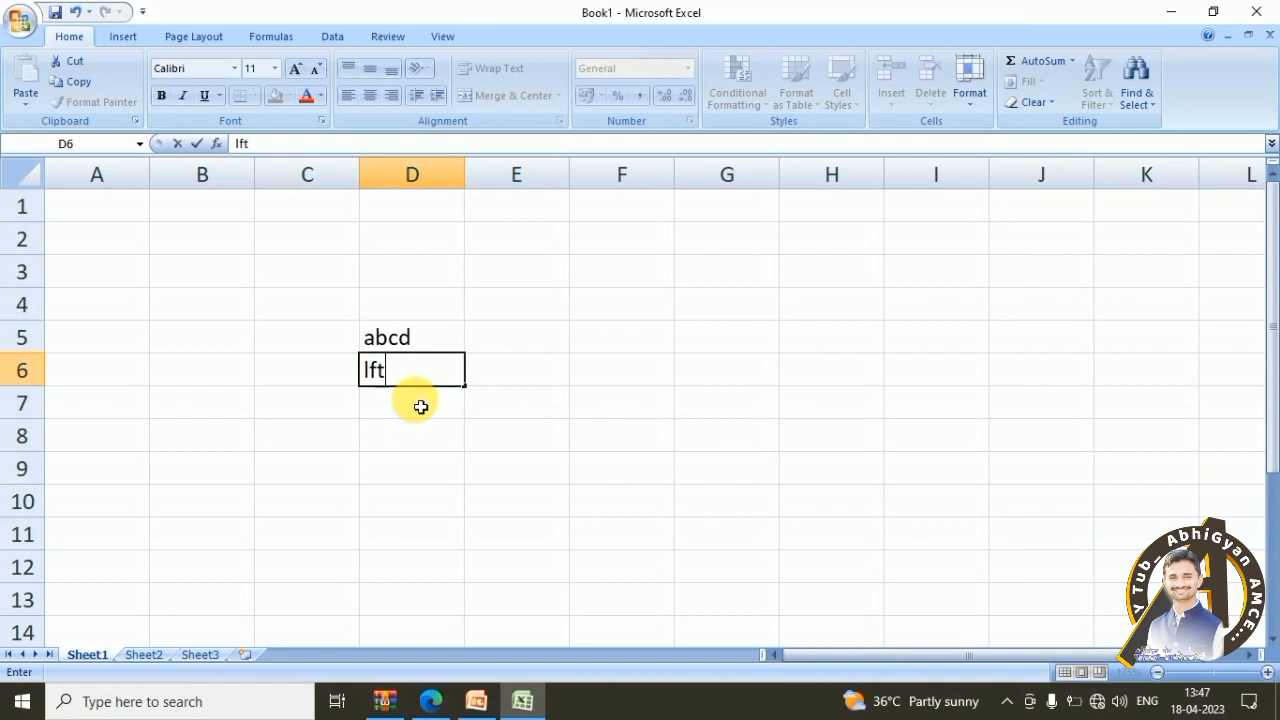 Book1 - Microsoft Excel
Home Insert Page Layout Formulas Data Review View
Paste
Cut
Copy
Format Painter
Clipboard
Calibri 11
B I U
Font
Wrap Text
Merge & Center
Alignment
General
Number
Conditional Formatting
Format as Table
Cell Styles
Styles
Insert
Delete
Format
Cells
AutoSum
Fill
Clear
Sort & Filter
Find & Select
Editing
D6
lft
A B C D E F G H I J K L
1
2
3
4
5 abcd
6 lft
7
8
9
10
11
12
13
14
Y Tub_ AbhiGyan AMCE...
Sheet1 Sheet2 Sheet3
Enter
Type here to search
36°C Partly sunny
ENG
13:47
18-04-2023